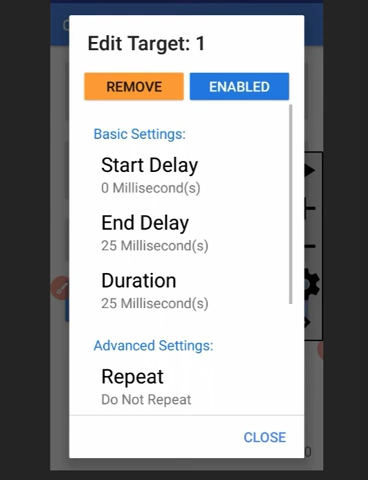 Edit Target: 1
REMOVE
ENABLED
Basic Settings:
Start Delay
0 Millisecond(s)
End Delay
25 Millisecond(s)
Duration
25 Millisecond(s)
Advanced Settings:
Repeat
Do Not Repeat
CLOSE